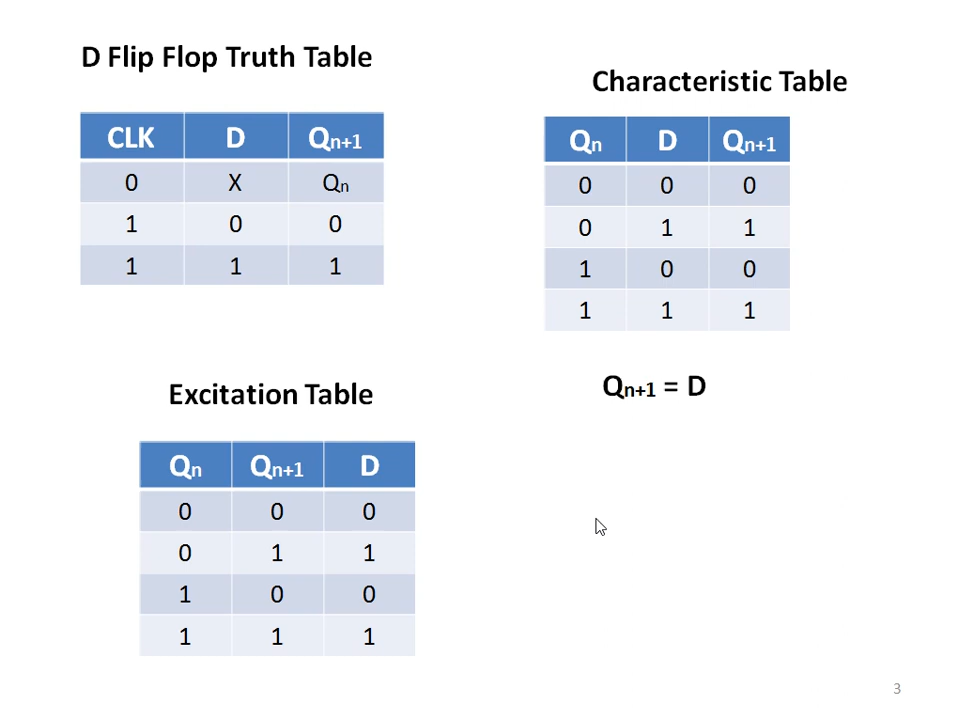 D Flip Flop Truth Table
CLK D Qn+1
0 X Qn
1 0 0
1 1 1
Characteristic Table
Qn D Qn+1
0 0 0
0 1 1
1 0 0
1 1 1
Qn+1 = D
Excitation Table
Qn Qn+1 D
0 0 0
0 1 1
1 0 0
1 1 1
3